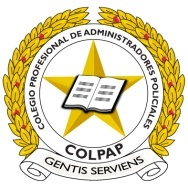 COLEGIO PROFESIONAL DE ADMINISTRADORES POLICIALES
COLPAP
GENTIS SERVIENS